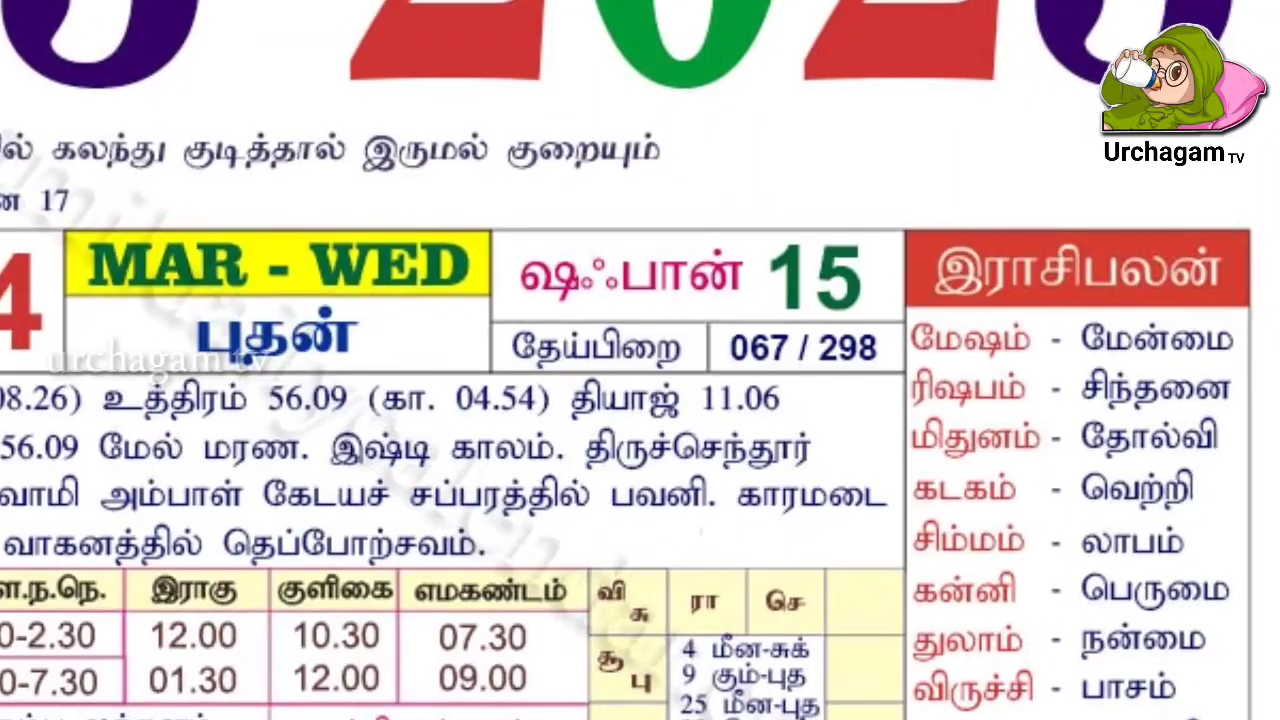 2023
Urchagam TV
கலந்து குடித்தால் இருமல் குறையும்
17
4 MAR - WED ஷஃபான் 15 இராசிபலன்
புதன் தேய்பிறை 067 / 298
urchagam tv
08.26) உத்திரம் 56.09 (கா. 04.54) தியாஜ் 11.06
56.09 மேல் மரண. இஷ்டி காலம். திருச்செந்தூர்
அம்பாள் கேடயச் சப்பரத்தில் பவனி. காரமடை
வாகனத்தில் தெப்போற்சவம்.
மேஷம் - மேன்மை
ரிஷபம் - சிந்தனை
மிதுனம் - தோல்வி
கடகம் - வெற்றி
சிம்மம் - லாபம்
கன்னி - பெருமை
துலாம் - நன்மை
விருச்சி - பாசம்
ள.ந.நெ. இராகு குளிகை எமகண்டம்
0-2.30 12.00 10.30 07.30
0-7.30 01.30 12.00 09.00
வி சு ரா செ
சூ பு
4 மீன-சுக்
9 கும்-புத
25 மீன-புத